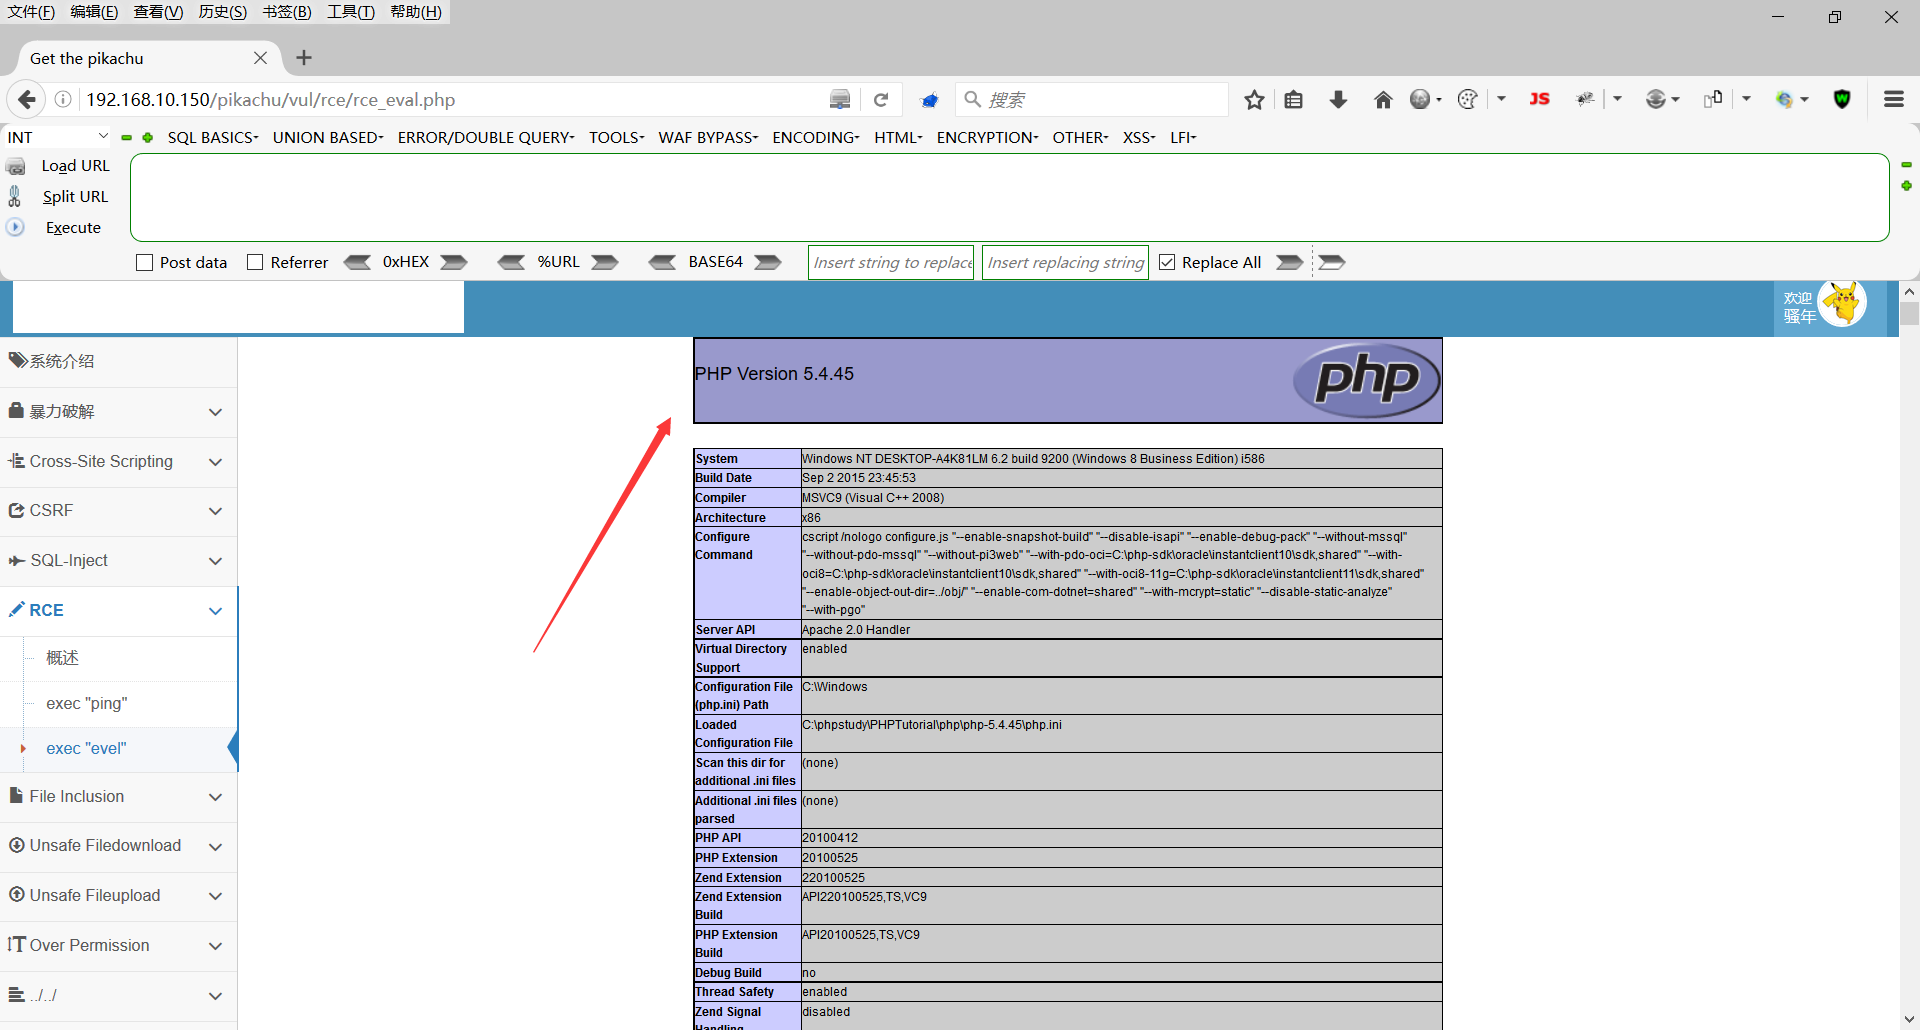 文件(F) 编辑(E) 查看(V) 历史(S) 书签(B) 工具(T) 帮助(H)
Get the pikachu
192.168.10.150/pikachu/vul/rce/rce_eval.php
搜索
JS
W
INT
SQL BASICS
UNION BASED
ERROR/DOUBLE QUERY
TOOLS
WAF BYPASS
ENCODING
HTML
ENCRYPTION
OTHER
XSS
LFI
Load URL
Split URL
Execute
Post data
Referrer
0xHEX
%URL
BASE64
Insert string to replace
Insert replacing string
Replace All
欢迎
骚年
系统介绍
暴力破解
Cross-Site Scripting
CSRF
SQL-Inject
RCE
概述
exec "ping"
exec "evel"
File Inclusion
Unsafe Filedownload
Unsafe Fileupload
Over Permission
../../
PHP Version 5.4.45
php
System Windows NT DESKTOP-A4K81LM 6.2 build 9200 (Windows 8 Business Edition) i586
Build Date Sep 2 2015 23:45:53
Compiler MSVC9 (Visual C++ 2008)
Architecture x86
Configure cscript /nologo configure.js "--enable-snapshot-build" "--disable-isapi" "--enable-debug-pack" "--without-mssql"
Command "--without-pdo-mssql" "--without-pi3web" "--with-pdo-oci=C:\php-sdk\oracle\instantclient10\sdk,shared" "--with-
oci8=C:\php-sdk\oracle\instantclient10\sdk,shared" "--with-oci8-11g=C:\php-sdk\oracle\instantclient11\sdk,shared"
"--enable-object-out-dir=../obj/" "--enable-com-dotnet=shared" "--with-mcrypt=static" "--disable-static-analyze"
"--with-pgo"
Server API Apache 2.0 Handler
Virtual Directory enabled
Support
Configuration File C:\Windows
(php.ini) Path
Loaded C:\phpstudy\PHPTutorial\php\php-5.4.45\php.ini
Configuration File
Scan this dir for (none)
additional .ini files
Additional .ini files (none)
parsed
PHP API 20100412
PHP Extension 20100525
Zend Extension 220100525
Zend Extension API220100525,TS,VC9
Build
PHP Extension API20100525,TS,VC9
Build
Debug Build no
Thread Safety enabled
Zend Signal disabled
Handling